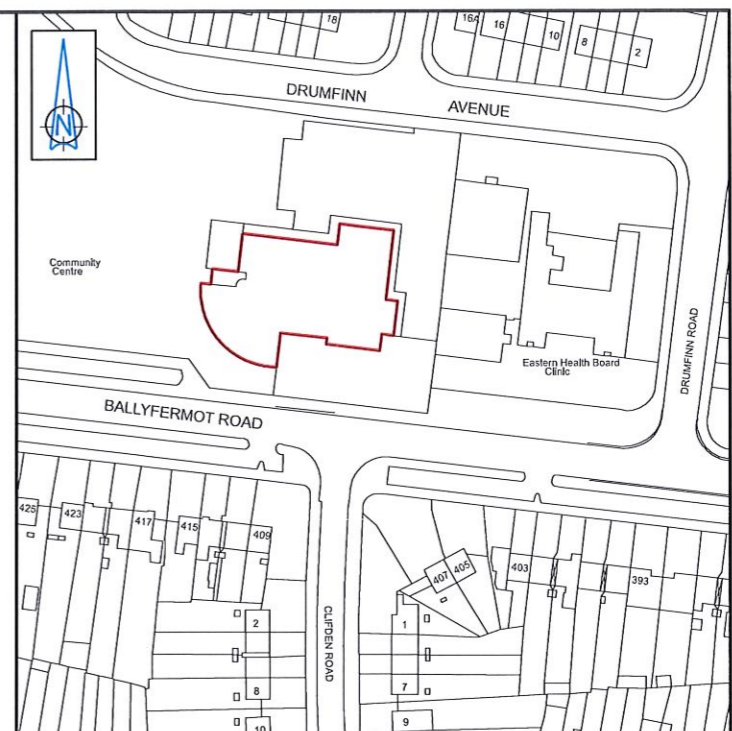 18
16A
16
10
8
2
DRUMFINN AVENUE
N
Community
Centre
DRUMFINN ROAD
Eastern Health Board
Clinic
BALLYFERMOT ROAD
425
423
417
415
409
407
405
403
393
CLIFDEN ROAD
2
8
10
1
7
9